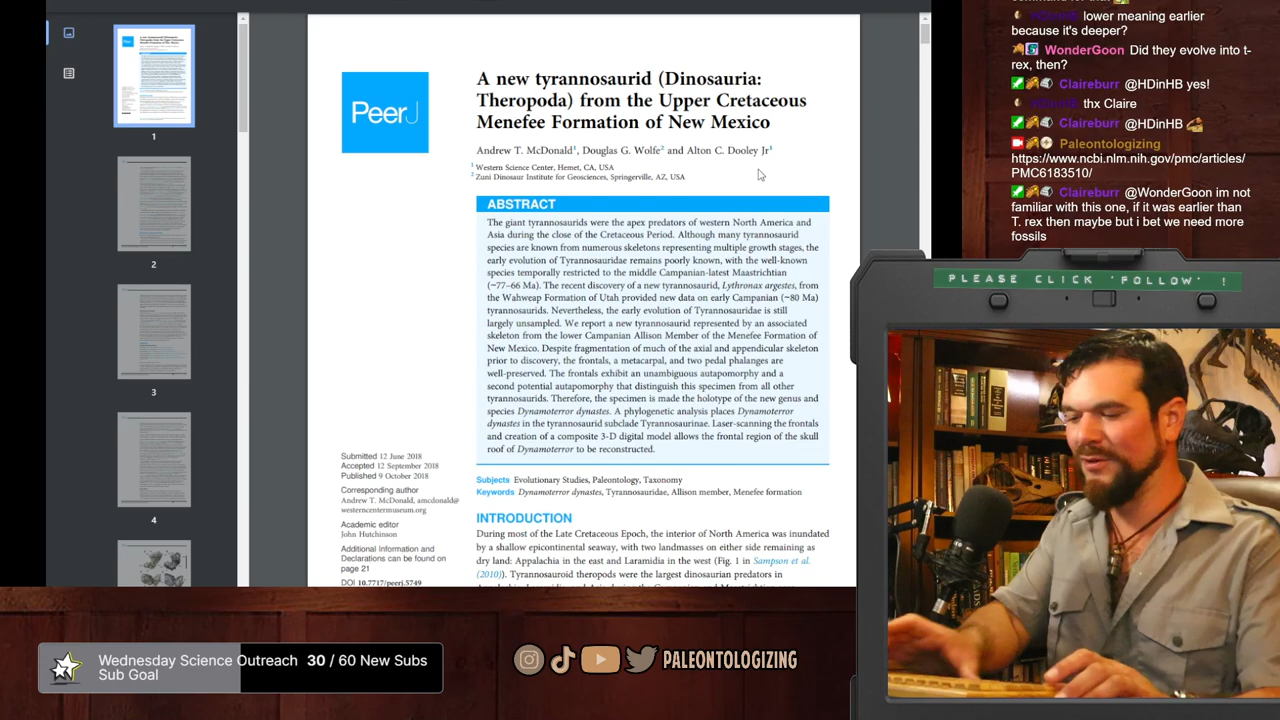 1
2
3
4
PeerJ
A new tyrannosaurid (Dinosauria:
Theropoda) from the Upper Cretaceous
Menefee Formation of New Mexico
Andrew T. McDonald1, Douglas G. Wolfe2 and Alton C. Dooley Jr1
1 Western Science Center, Hemet, CA, USA
2 Zuni Dinosaur Institute for Geosciences, Springerville, AZ, USA
ABSTRACT
The giant tyrannosaurids were the apex predators of western North America and
Asia during the close of the Cretaceous Period. Although many tyrannosaurid
species are known from numerous skeletons representing multiple growth stages, the
early evolution of Tyrannosauridae remains poorly known, with the well-known
species temporally restricted to the middle Campanian-latest Maastrichtian
(~77–66 Ma). The recent discovery of a new tyrannosaurid, Lythronax argestes, from
the Wahweap Formation of Utah provided new data on early Campanian (~80 Ma)
tyrannosaurids. Nevertheless, the early evolution of Tyrannosauridae is still
largely unsampled. We report a new tyrannosaurid represented by an associated
skeleton from the lower Campanian Allison Member of the Menefee Formation of
New Mexico. Despite fragmentation of much of the axial and appendicular skeleton
prior to discovery, the frontals, a metacarpal, and two pedal phalanges are
well-preserved. The frontals exhibit an unambiguous autapomorphy and a
second potential autapomorphy that distinguish this specimen from all other
tyrannosaurids. Therefore, the specimen is made the holotype of the new genus and
species Dynamoterror dynastes. A phylogenetic analysis places Dynamoterror
dynastes in the tyrannosaurid subclade Tyrannosaurinae. Laser-scanning the frontals
and creation of a composite 3-D digital model allows the frontal region of the skull
roof of Dynamoterror to be reconstructed.
Subjects Evolutionary Studies, Paleontology, Taxonomy
Keywords Dynamoterror dynastes, Tyrannosauridae, Allison member, Menefee formation
INTRODUCTION
During most of the Late Cretaceous Epoch, the interior of North America was inundated
by a shallow epicontinental seaway, with two landmasses on either side remaining as
dry land: Appalachia in the east and Laramidia in the west (Fig. 1 in Sampson et al.
(2010)). Tyrannosauroid theropods were the largest dinosaurian predators in
Submitted 12 June 2018
Accepted 12 September 2018
Published 9 October 2018
Corresponding author
Andrew T. McDonald, amcdonald@
westerncentermuseum.org
Academic editor
John Hutchinson
Additional Information and
Declarations can be found on
page 21
DOI 10.7717/peerj.5749
HDinHB lower meaning earlier
because it's deeper?
WonderGoon Did they evolve into t-
rex, then?
Claireburr @HDinHB yes!
HDinHB thx Claire
Claireburr @HDinHB
Paleontologizing
https://www.ncbi.nlm.nih.gov/pmc/articles/
PMC6183510/
Claireburr @WonderGoon im not
familiar with this one, if it was earlier than
T. rex then maybe but i bet we need more
fossils
PLEASE CLICK 'FOLLOW' !
Wednesday Science Outreach 30 / 60 New Subs
Sub Goal
PALEONTOLOGIZING